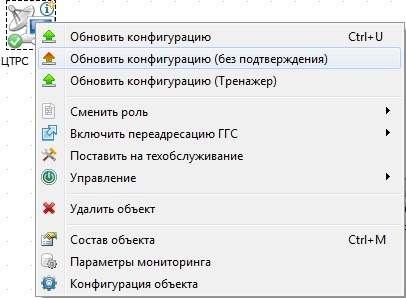 ЦТРС
Обновить конфигурацию Ctrl+U
Обновить конфигурацию (без подтверждения)
Обновить конфигурацию (Тренажер)
Сменить роль
Включить переадресацию ГГС
Поставить на техобслуживание
Управление
Удалить объект
Состав объекта Ctrl+M
Параметры мониторинга
Конфигурация объекта